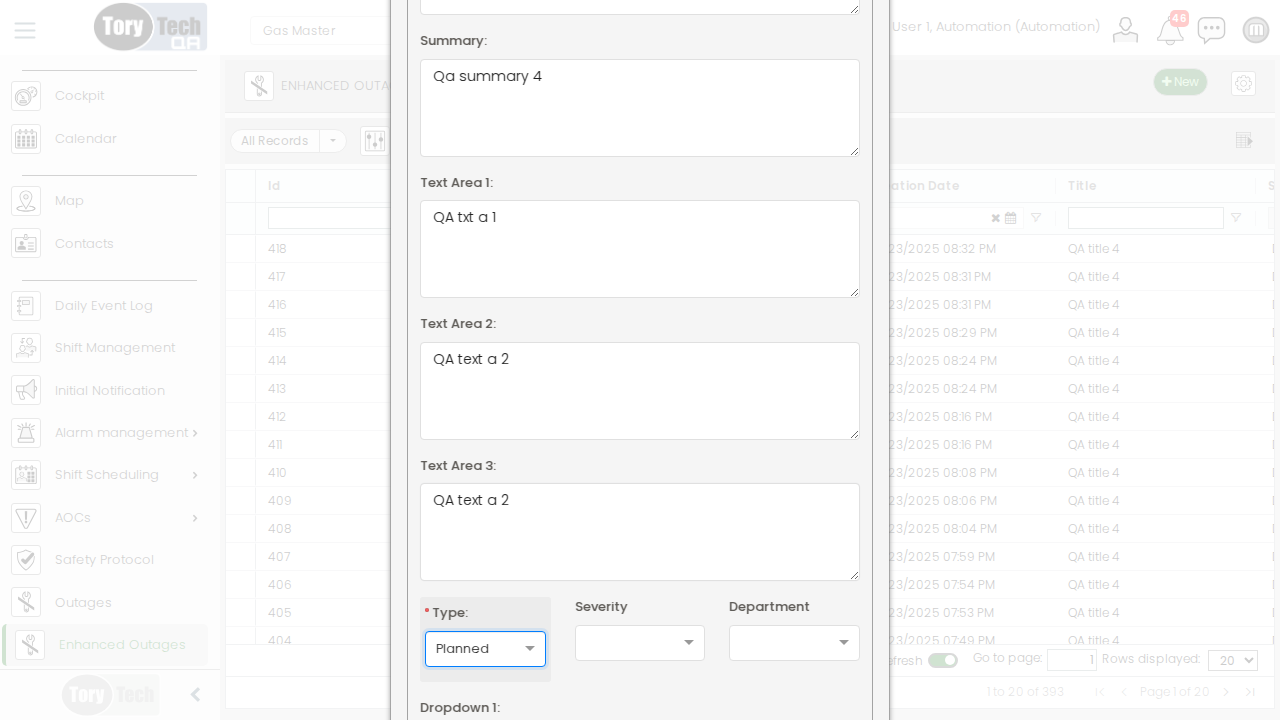 Tory Tech
QA
Gas Master
User 1, Automation (Automation)
46
m
Cockpit
Calendar
Map
Contacts
Daily Event Log
Shift Management
Initial Notification
Alarm management
Shift Scheduling
AOCs
Safety Protocol
Outages
Enhanced Outages
Tory Tech
ENHANCED OUTA
New
All Records
Id
ation Date
Title
S
418
23/2025 08:32 PM
QA title 4
417
23/2025 08:31 PM
QA title 4
416
23/2025 08:31 PM
QA title 4
415
23/2025 08:29 PM
QA title 4
414
23/2025 08:24 PM
QA title 4
413
23/2025 08:24 PM
QA title 4
412
23/2025 08:16 PM
QA title 4
411
23/2025 08:16 PM
QA title 4
410
23/2025 08:08 PM
QA title 4
409
23/2025 08:06 PM
QA title 4
408
23/2025 08:04 PM
QA title 4
407
23/2025 07:59 PM
QA title 4
406
23/2025 07:54 PM
QA title 4
405
23/2025 07:53 PM
QA title 4
404
23/2025 07:49 PM
QA title 4
efresh
Go to page:
1
Rows displayed:
20
1 to 20 of 393
Page 1 of 20
Summary:
Qa summary 4
Text Area 1:
QA txt a 1
Text Area 2:
QA text a 2
Text Area 3:
QA text a 2
* Type:
Severity
Department
Planned
Dropdown 1: